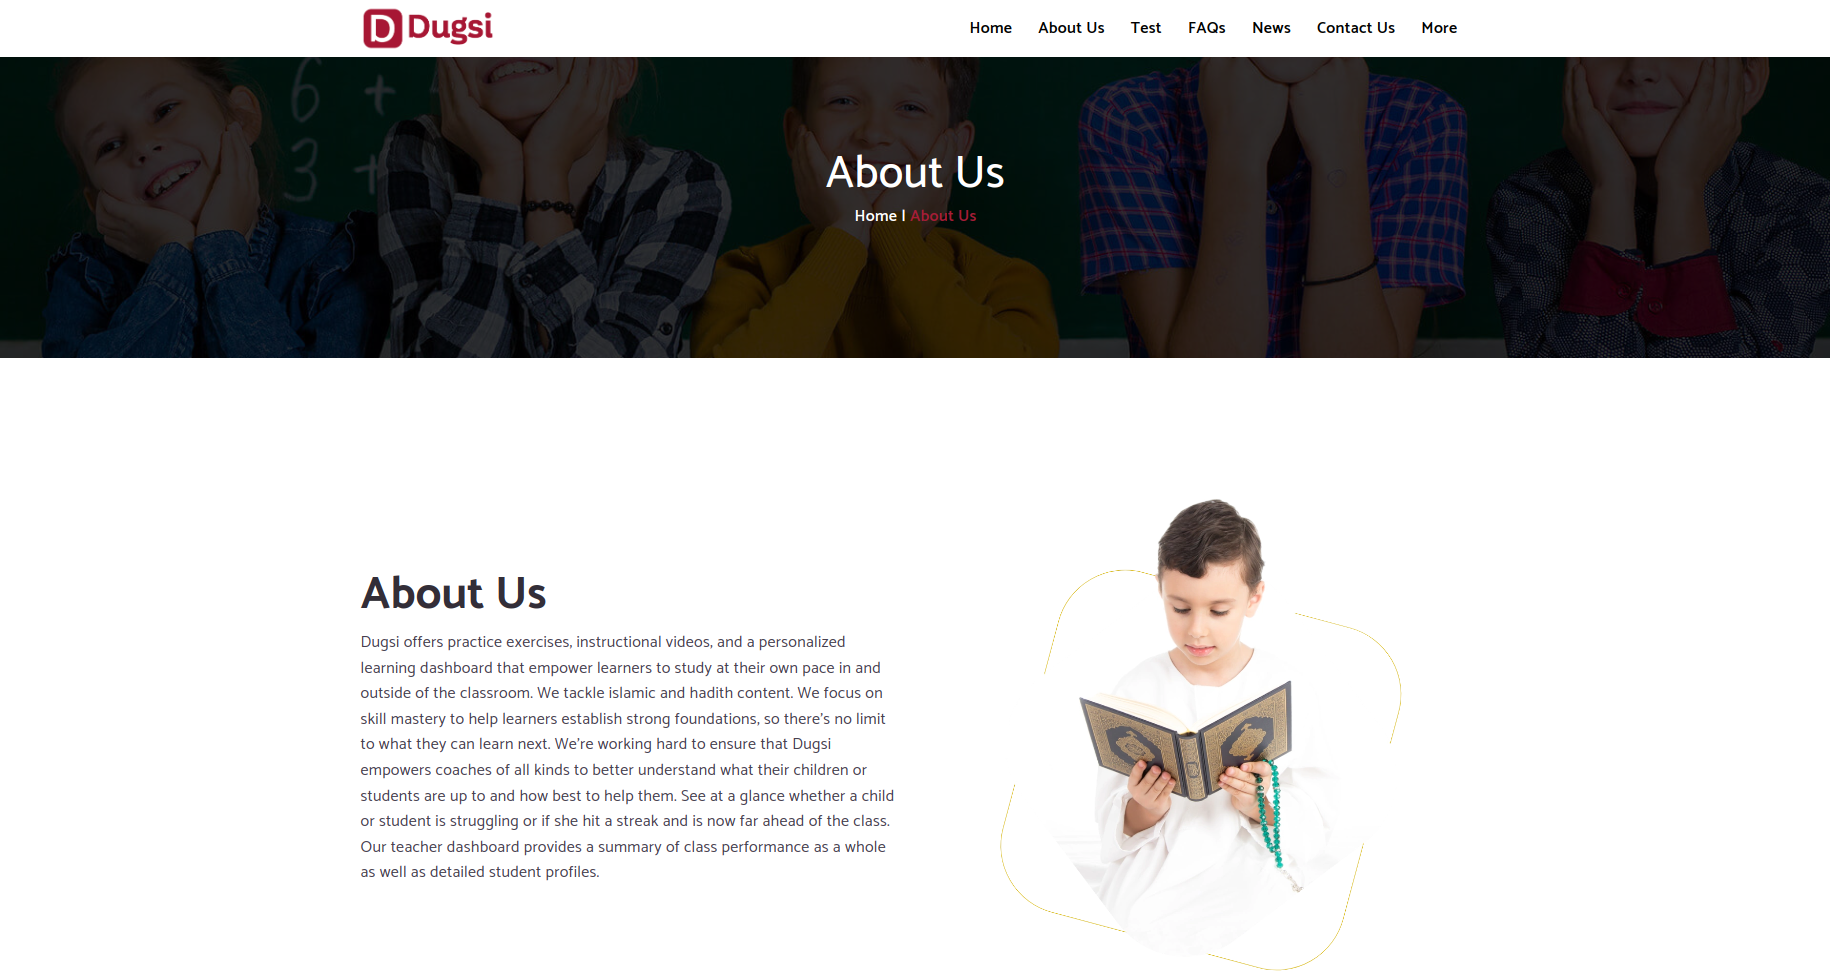 Dugsi
Home About Us Test FAQs News Contact Us More
6 +
3 +
About Us
Home | About Us
About Us
Dugsi offers practice exercises, instructional videos, and a personalized
learning dashboard that empower learners to study at their own pace in and
outside of the classroom. We tackle islamic and hadith content. We focus on
skill mastery to help learners establish strong foundations, so there's no limit
to what they can learn next. We're working hard to ensure that Dugsi
empowers coaches of all kinds to better understand what their children or
students are up to and how best to help them. See at a glance whether a child
or student is struggling or if she hit a streak and is now far ahead of the class.
Our teacher dashboard provides a summary of class performance as a whole
as well as detailed student profiles.